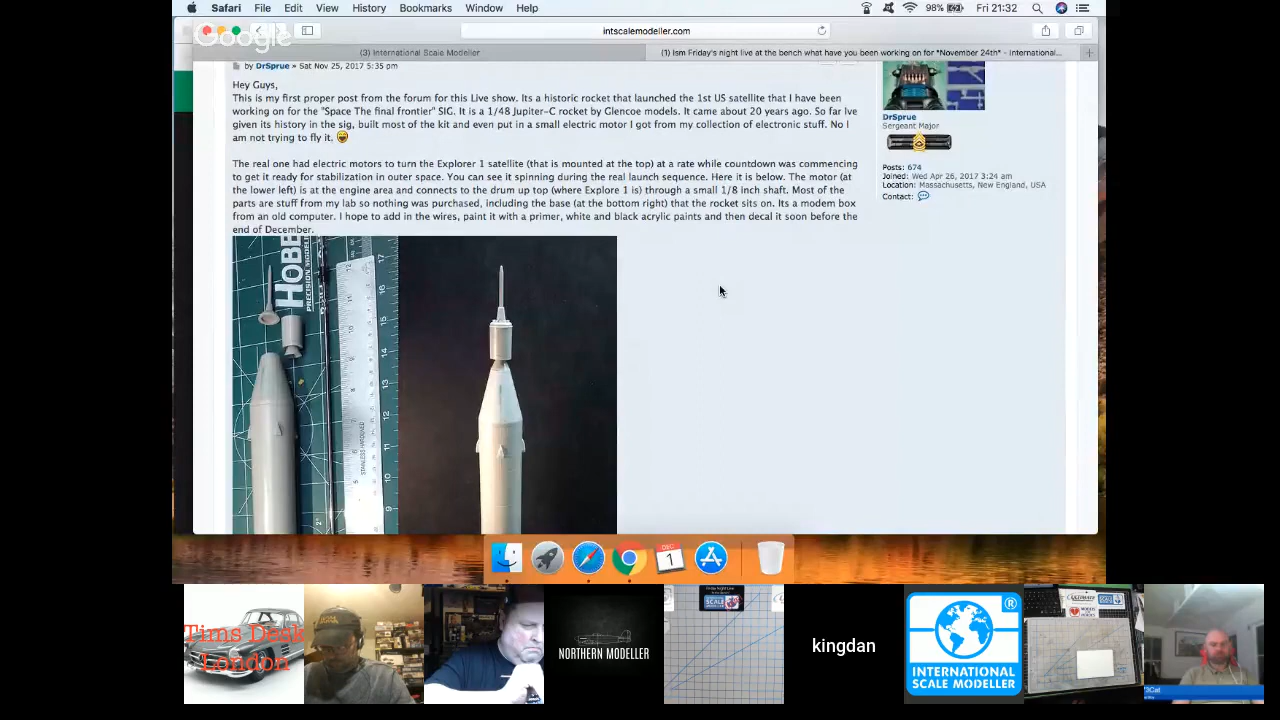 Safari File Edit View History Bookmarks Window Help
98% Fri 21:32
Google
intscalemodeller.com
(3) International Scale Modeller
(1) Ism Friday's night live at the bench what have you been working on for *November 24th* - International...
by DrSprue » Sat Nov 25, 2017 5:35 pm
Hey Guys,
This is my first proper post from the forum for this Live show. Its a historic rocket that launched the 1st US satellite that I have been
working on for the "Space The final frontier" SIG. It is a 1/48 Jupiter-C rocket by Glencoe models. It came about 20 years ago. So far Ive
given its history in the sig, built most of the kit and even put in a small electric motor I got from my collection of electronic stuff. No I
am not trying to fly it.
The real one had electric motors to turn the Explorer 1 satellite (that is mounted at the top) at a rate while countdown was commencing
to get it ready for stabilization in outer space. You can see it spinning during the real launch sequence. Here it is below. The motor (at
the lower left) is at the engine area and connects to the drum up top (where Explore 1 is) through a small 1/8 inch shaft. Most of the
parts are stuff from my lab so nothing was purchased, including the base (at the bottom right) that the rocket sits on. Its a modem box
from an old computer. I hope to add in the wires, paint it with a primer, white and black acrylic paints and then decal it soon before the
end of December.
DrSprue
Sergeant Major
Posts: 674
Joined: Wed Apr 26, 2017 3:24 am
Location: Massachusetts, New England, USA
Contact:
HOB
17
16
14
13
12
11
10
9
DEC
1
Tims Desk
London
NORTHERN MODELLER
SCALE
kingdan
INTERNATIONAL
SCALE MODELLER
®
ULTIMATE